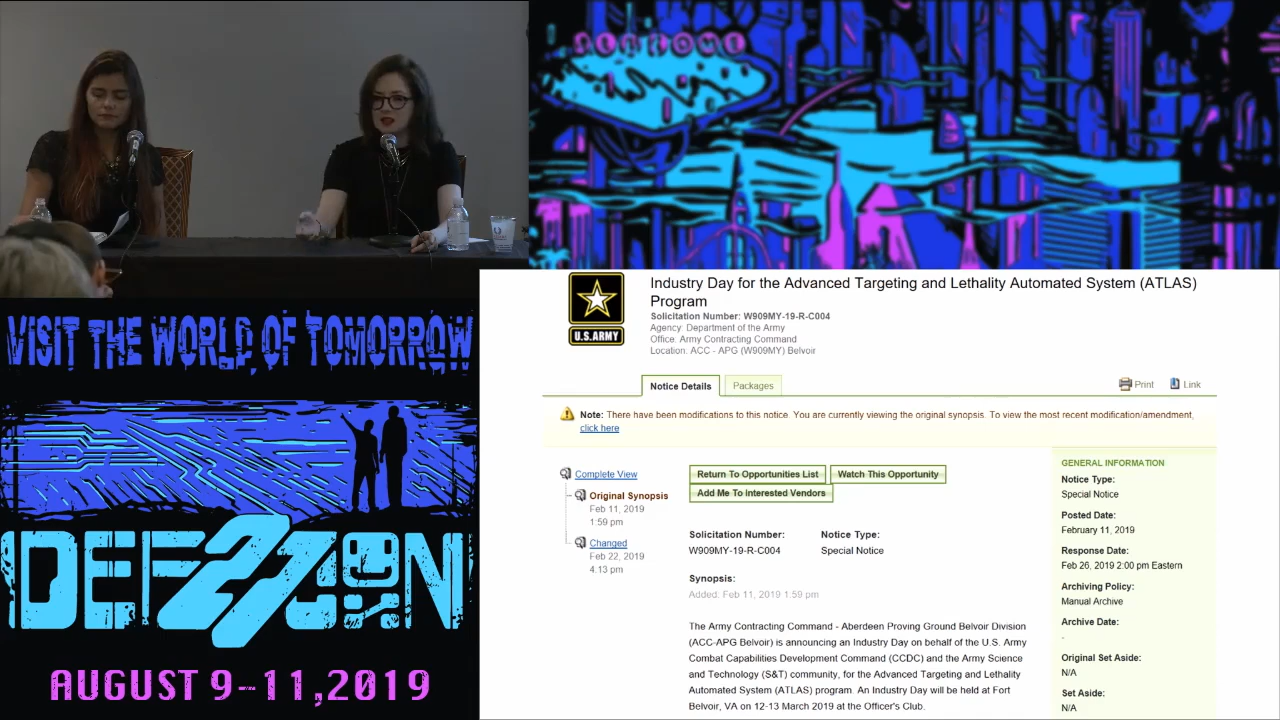 WELCOME
Industry Day for the Advanced Targeting and Lethality Automated System (ATLAS)
Program
Solicitation Number: W909MY-19-R-C004
Agency: Department of the Army
Office: Army Contracting Command
Location: ACC - APG (W909MY) Belvoir
U.S.ARMY
VISIT THE WORLD OF TOMORROW
Notice Details
Packages
Print
Link
Note: There have been modifications to this notice. You are currently viewing the original synopsis. To view the most recent modification/amendment,
click here
Complete View
Original Synopsis
Feb 11, 2019
1:59 pm
Changed
Feb 22, 2019
4:13 pm
Return To Opportunities List
Watch This Opportunity
Add Me To Interested Vendors
Solicitation Number:
W909MY-19-R-C004
Notice Type:
Special Notice
Synopsis:
Added: Feb 11, 2019 1:59 pm
The Army Contracting Command - Aberdeen Proving Ground Belvoir Division
(ACC-APG Belvoir) is announcing an Industry Day on behalf of the U.S. Army
Combat Capabilities Development Command (CCDC) and the Army Science
and Technology (S&T) community, for the Advanced Targeting and Lethality
Automated System (ATLAS) program. An Industry Day will be held at Fort
Belvoir, VA on 12-13 March 2019 at the Officer's Club.
GENERAL INFORMATION
Notice Type:
Special Notice
Posted Date:
February 11, 2019
Response Date:
Feb 26, 2019 2:00 pm Eastern
Archiving Policy:
Manual Archive
Archive Date:
-
Original Set Aside:
N/A
Set Aside:
N/A
DEF27CON
AUGUST 9-11,2019